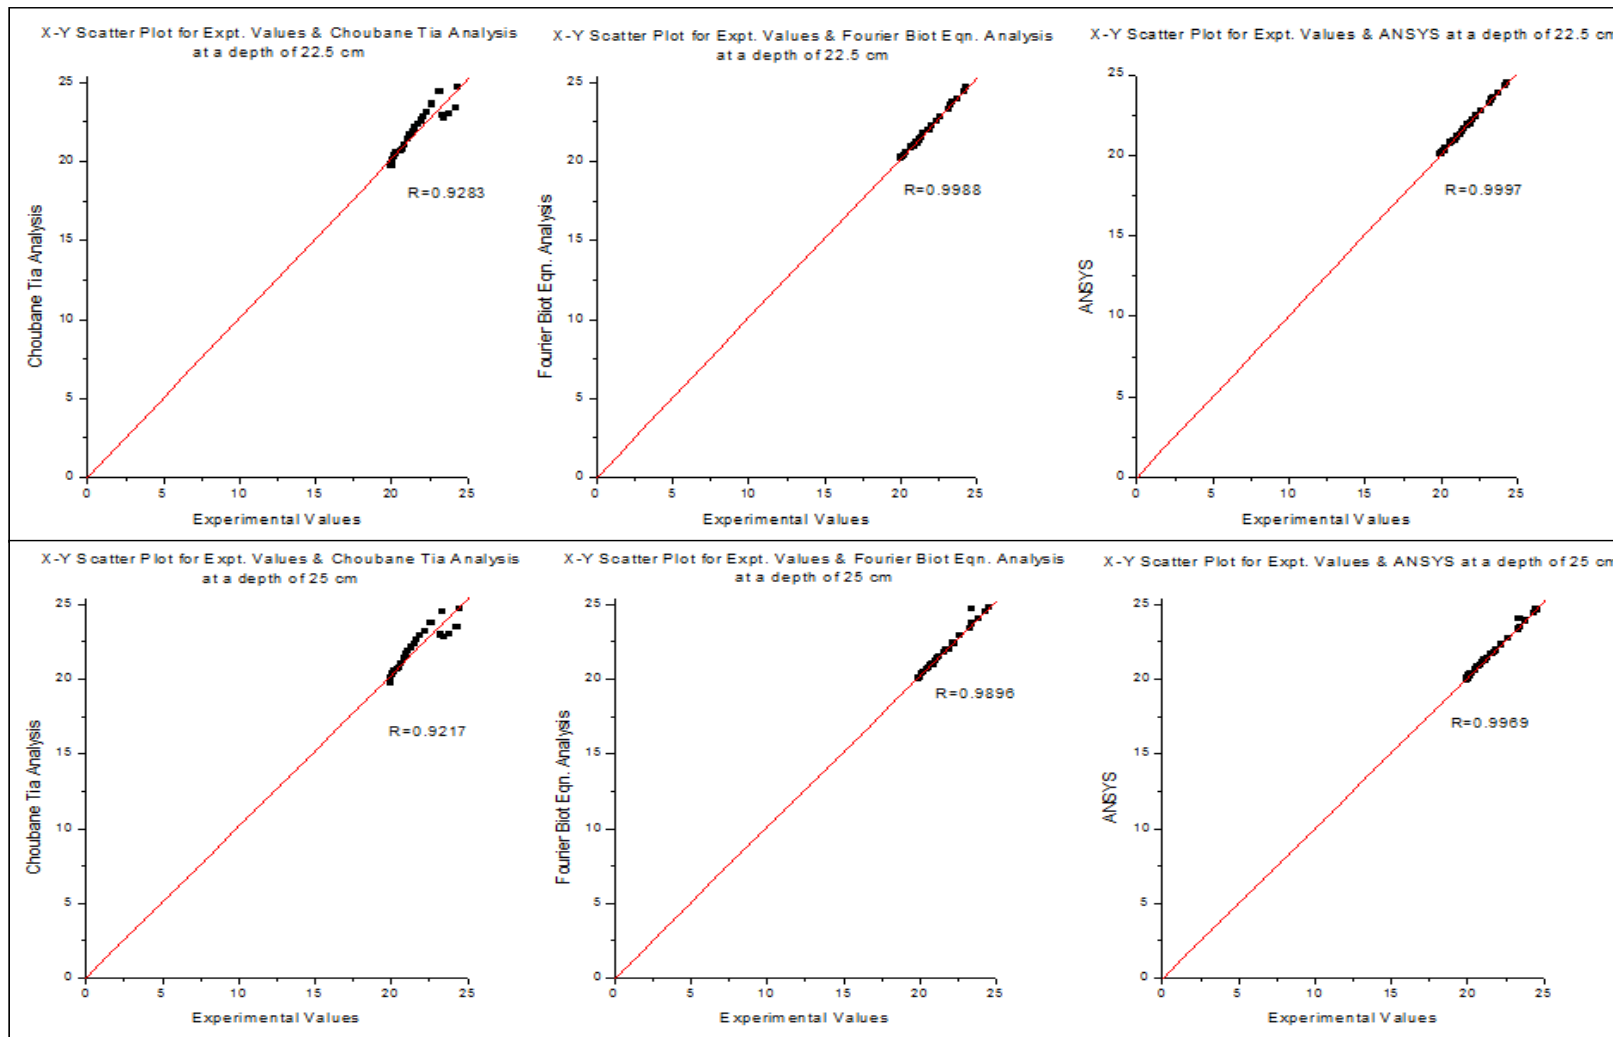 X-Y Scatter Plot for Expt. Values & Choubane Tia Analysis
at a depth of 22.5 cm
25
20
15
10
5
0
Choubane Tia Analysis
R=0.9283
0 5 10 15 20 25
Experimental Values
X-Y Scatter Plot for Expt. Values & Fourier Biot Eqn. Analysis
at a depth of 22.5 cm
25
20
15
10
5
0
Fourier Biot Eqn. Analysis
R=0.9988
0 5 10 15 20 25
Experimental Values
X-Y Scatter Plot for Expt. Values & ANSYS at a depth of 22.5 cm
25
20
15
10
5
0
ANSYS
R=0.9997
0 5 10 15 20 25
Experimental Values
X-Y Scatter Plot for Expt. Values & Choubane Tia Analysis
at a depth of 25 cm
25
20
15
10
5
0
Choubane Tia Analysis
R=0.9217
0 5 10 15 20 25
Experimental Values
X-Y Scatter Plot for Expt. Values & Fourier Biot Eqn. Analysis
at a depth of 25 cm
25
20
15
10
5
0
Fourier Biot Eqn. Analysis
R=0.9896
0 5 10 15 20 25
Experimental Values
X-Y Scatter Plot for Expt. Values & ANSYS at a depth of 25 cm
25
20
15
10
5
0
ANSYS
R=0.9969
0 5 10 15 20 25
Experimental Values